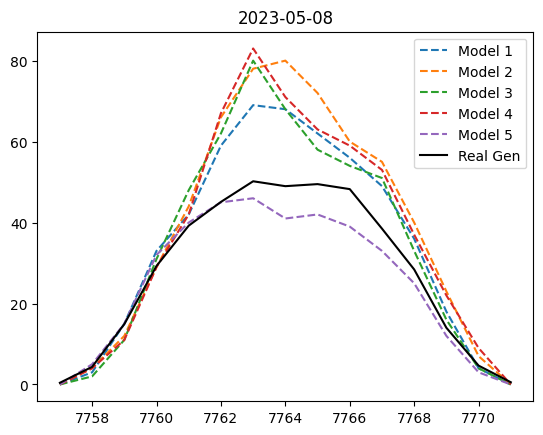 2023-05-08
Model 1
Model 2
Model 3
Model 4
Model 5
Real Gen
80
60
40
20
0
7758 7760 7762 7764 7766 7768 7770